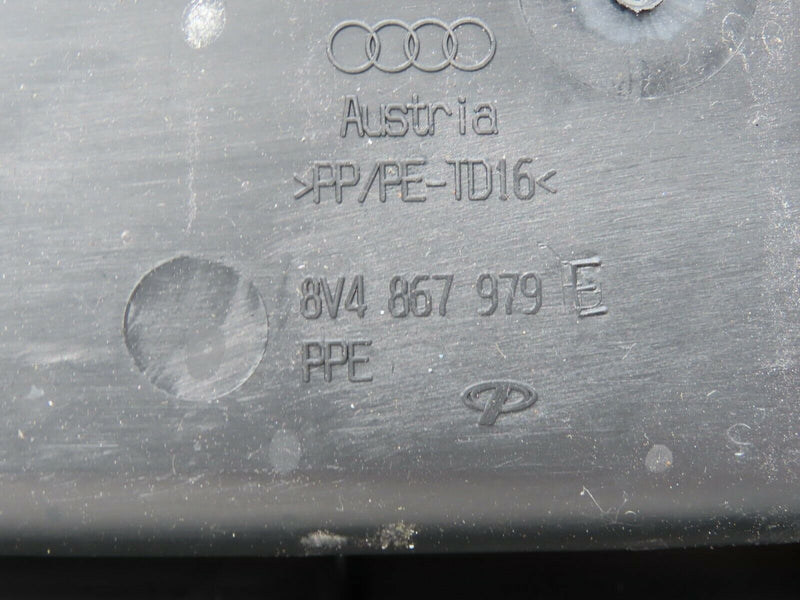 Austria
>PP/PE-TD16<
8V4 867 979 E
PPE